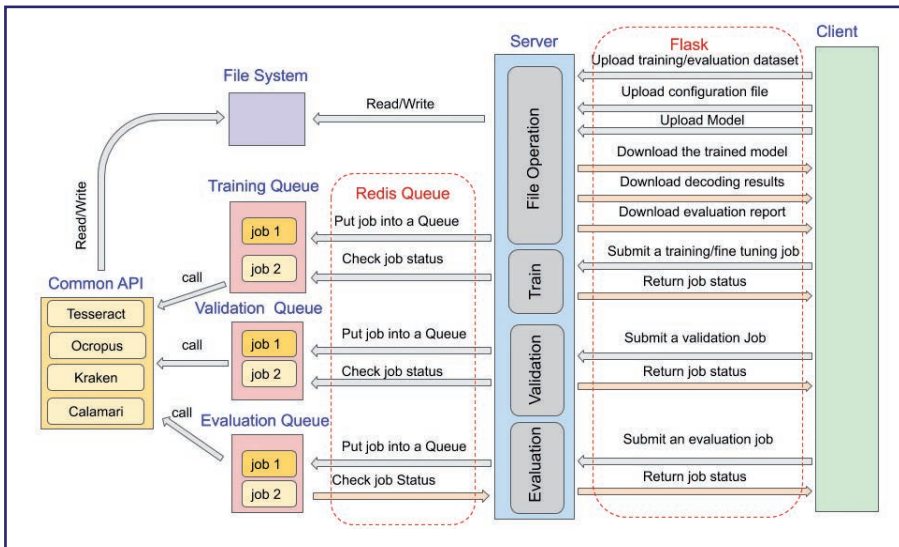 Server
Flask
Client
Upload training/evaluation dataset
File System
Upload configuration file
Read/Write
Upload Model
File Operation
Download the trained model
Download decoding results
Download evaluation report
Training Queue
Redis Queue
Read/Write
Put job into a Queue
job 1
Submit a training/fine tuning job
Check job status
job 2
Train
Return job status
call
Common API
Tesseract
Ocropus
Kraken
Calamari
Validation Queue
Put job into a Queue
job 1
call
Check job status
job 2
Validation
Submit a validation Job
Return job status
call
Evaluation Queue
Put job into a Queue
job 1
Check job Status
job 2
Evaluation
Submit an evaluation job
Return job status